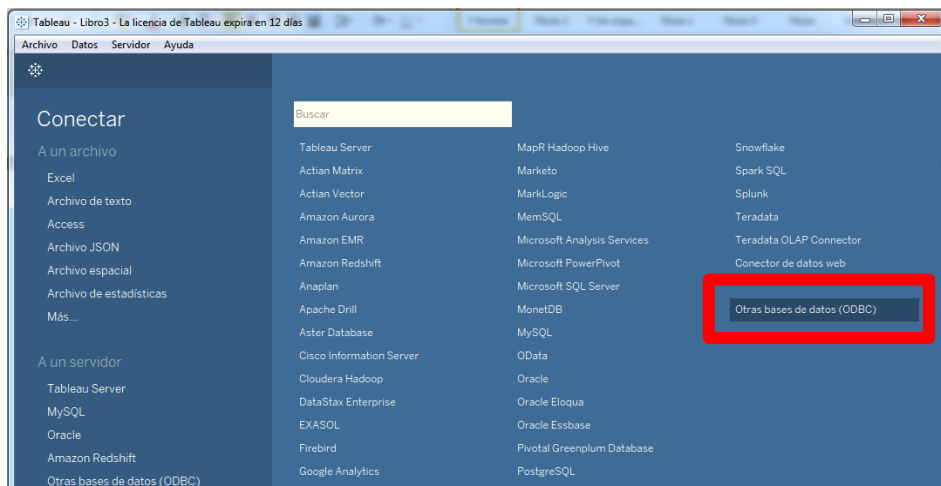 Tableau - Libro3 - La licencia de Tableau expira en 12 días
Archivo Datos Servidor Ayuda
Conectar
A un archivo
Excel
Archivo de texto
Access
Archivo JSON
Archivo espacial
Archivo de estadísticas
Más...
A un servidor
Tableau Server
MySQL
Oracle
Amazon Redshift
Otras bases de datos (ODBC)
Buscar
Tableau Server
Actian Matrix
Actian Vector
Amazon Aurora
Amazon EMR
Amazon Redshift
Anaplan
Apache Drill
Aster Database
Cisco Information Server
Cloudera Hadoop
DataStax Enterprise
EXASOL
Firebird
Google Analytics
MapR Hadoop Hive
Marketo
MarkLogic
MemSQL
Microsoft Analysis Services
Microsoft PowerPivot
Microsoft SQL Server
MonetDB
MySQL
OData
Oracle
Oracle Eloqua
Oracle Essbase
Pivotal Greenplum Database
PostgreSQL
Snowflake
Spark SQL
Splunk
Teradata
Teradata OLAP Connector
Conector de datos web
Otras bases de datos (ODBC)